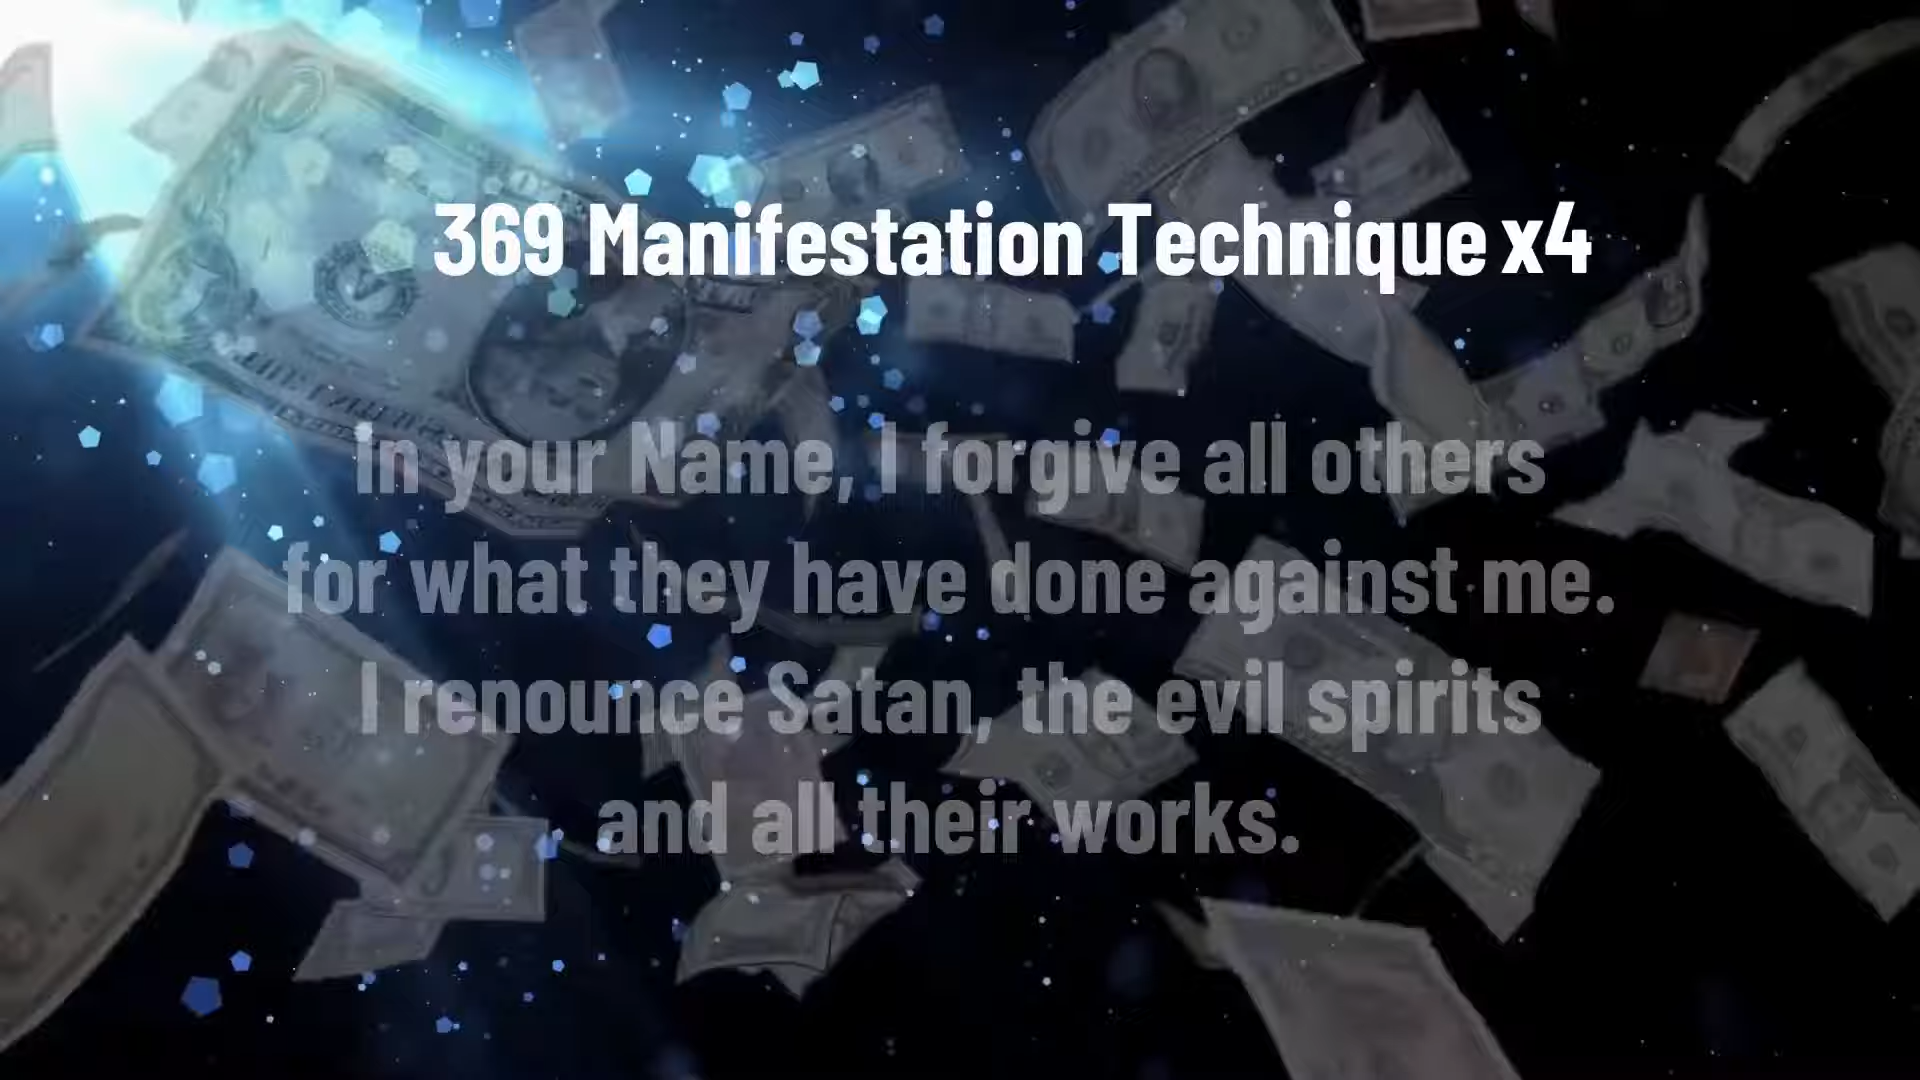 369 Manifestation Technique x4
In your Name, I forgive all others
for what they have done against me.
I renounce Satan, the evil spirits
and all their works.